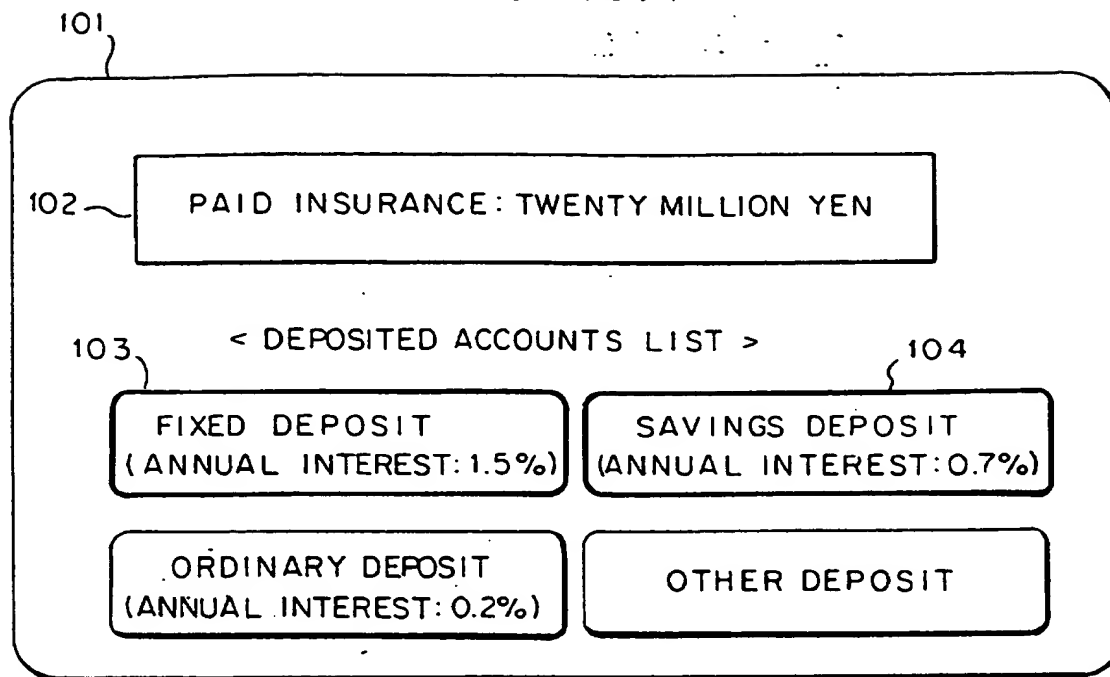 101
102
PAID INSURANCE: TWENTY MILLION YEN
< DEPOSITED ACCOUNTS LIST >
103
104
FIXED DEPOSIT
(ANNUAL INTEREST: 1.5%)
SAVINGS DEPOSIT
(ANNUAL INTEREST: 0.7%)
ORDINARY DEPOSIT
(ANNUAL INTEREST: 0.2%)
OTHER DEPOSIT